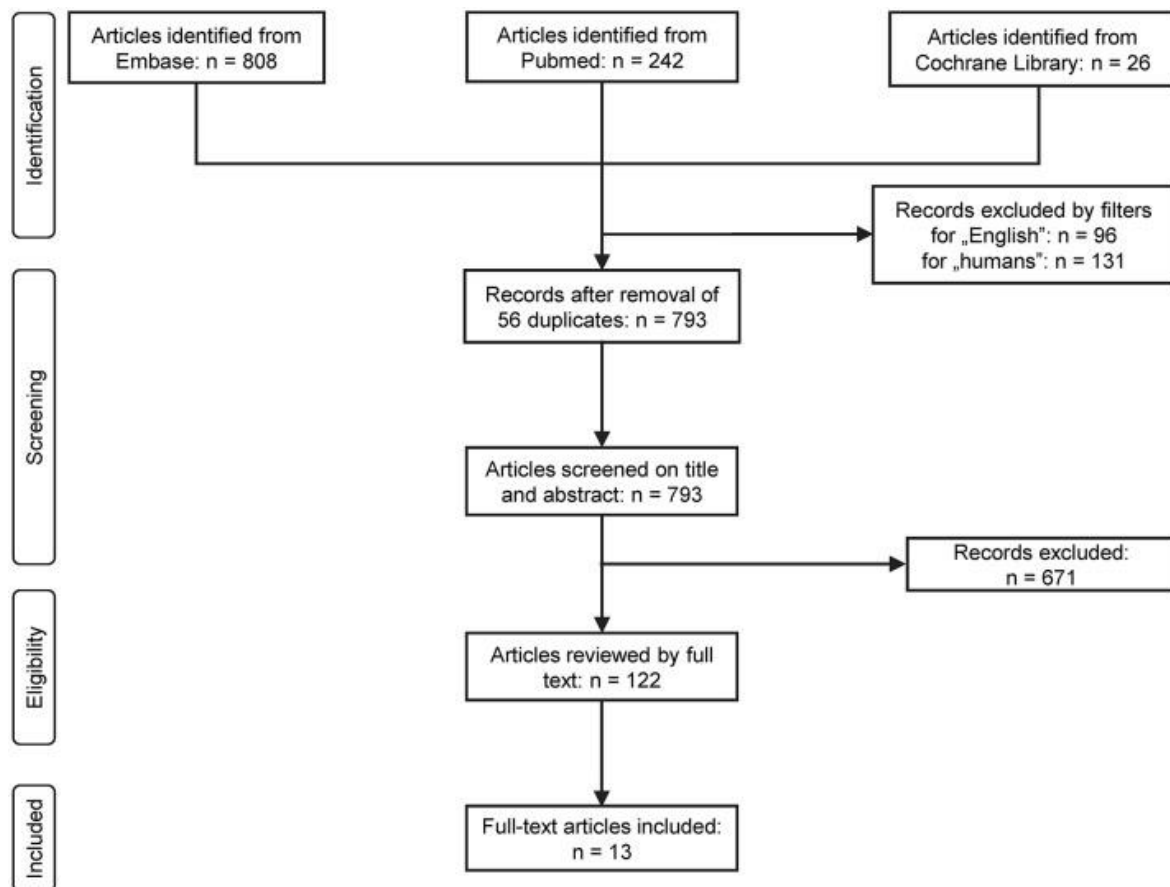 Identification
Articles identified from
Embase: n = 808
Articles identified from
Pubmed: n = 242
Articles identified from
Cochrane Library: n = 26
Records excluded by filters
for „English”: n = 96
for „humans”: n = 131
Screening
Records after removal of
56 duplicates: n = 793
Articles screened on title
and abstract: n = 793
Records excluded:
n = 671
Eligibility
Articles reviewed by full
text: n = 122
Included
Full-text articles included:
n = 13